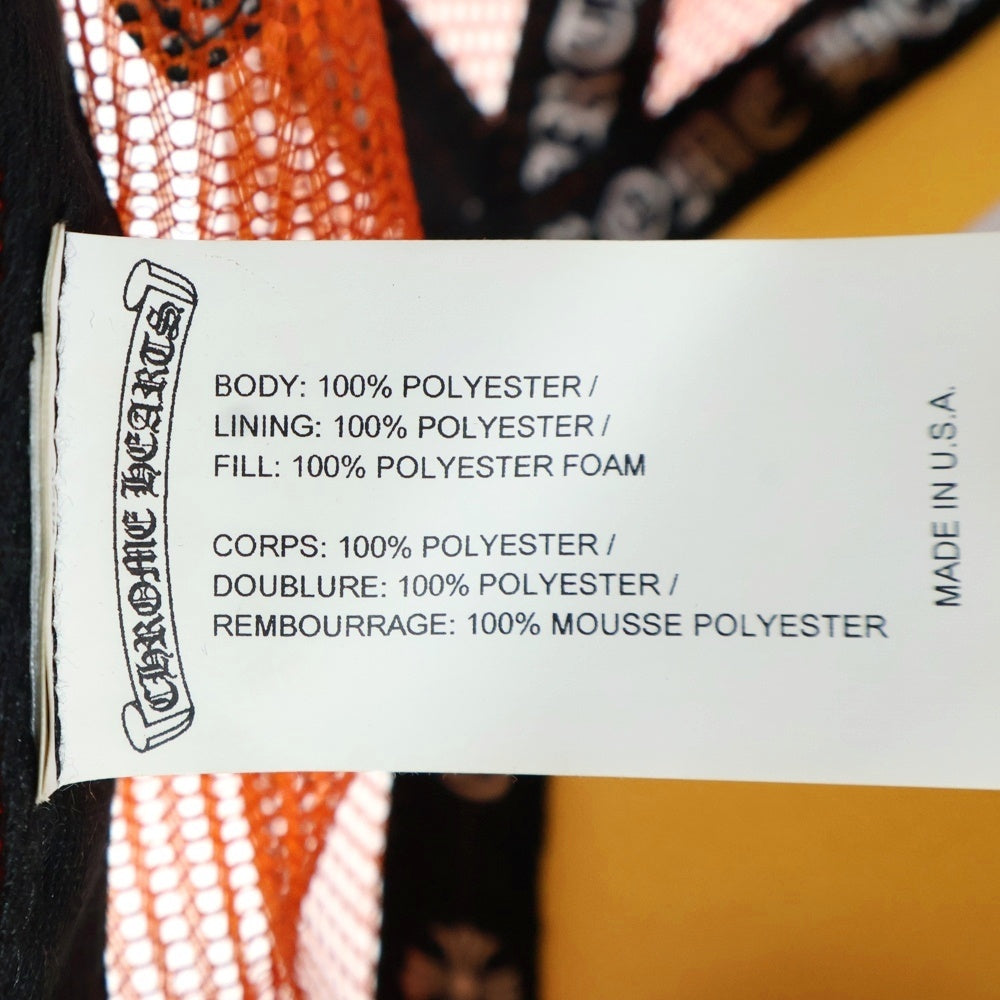 CHROME HEARTS
BODY: 100% POLYESTER /
LINING: 100% POLYESTER /
FILL: 100% POLYESTER FOAM
CORPS: 100% POLYESTER /
DOUBLURE: 100% POLYESTER /
REMBOURRAGE: 100% MOUSSE POLYESTER
MADE IN U.S.A.